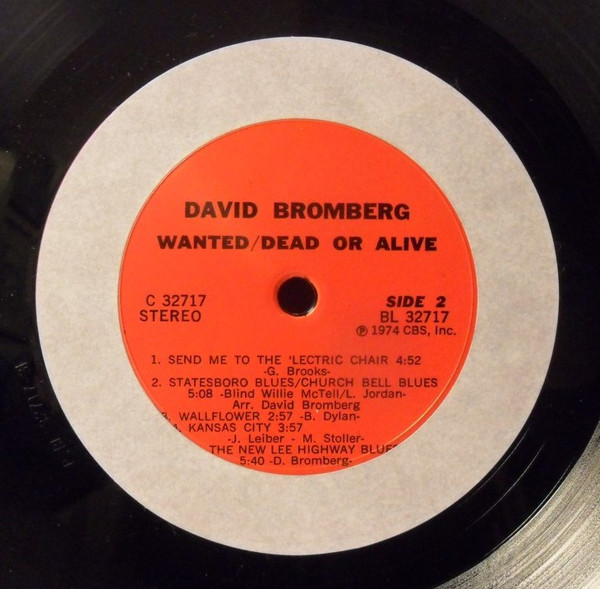 DAVID BROMBERG
WANTED/DEAD OR ALIVE
C 32717
STEREO
SIDE 2
BL 32717
℗ 1974 CBS, Inc.
1. SEND ME TO THE 'LECTRIC CHAIR 4:52
-G. Brooks-
2. STATESBORO BLUES/CHURCH BELL BLUES
5:08 -Blind Willie McTell/L. Jordan-
Arr. David Bromberg
3. WALLFLOWER 2:57 -B. Dylan-
4. KANSAS CITY 3:57
-J. Leiber - M. Stoller-
THE NEW LEE HIGHWAY BLUES
5:40 -D. Bromberg-